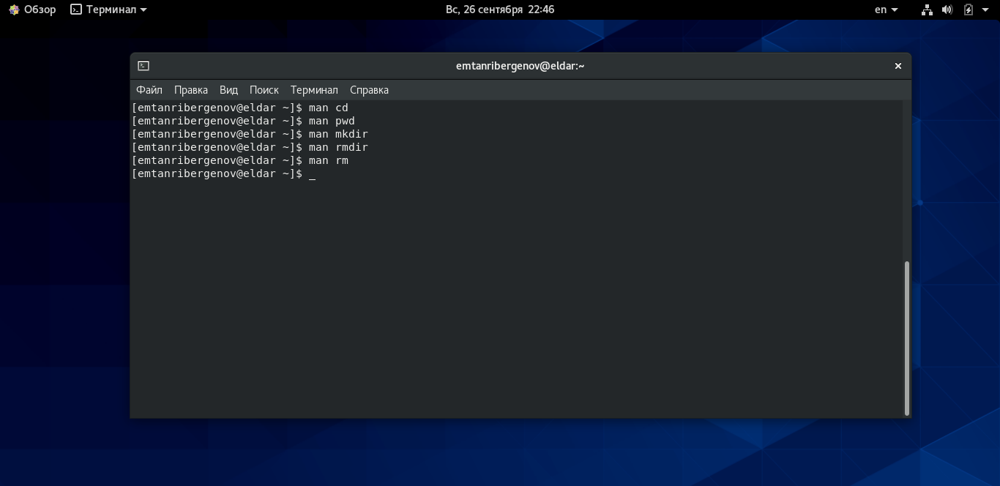 Обзор Терминал Вс, 26 сентября 22:46 en
emtanribergenov@eldar:~
Файл Правка Вид Поиск Терминал Справка
[emtanribergenov@eldar ~]$ man cd
[emtanribergenov@eldar ~]$ man pwd
[emtanribergenov@eldar ~]$ man mkdir
[emtanribergenov@eldar ~]$ man rmdir
[emtanribergenov@eldar ~]$ man rm
[emtanribergenov@eldar ~]$ _